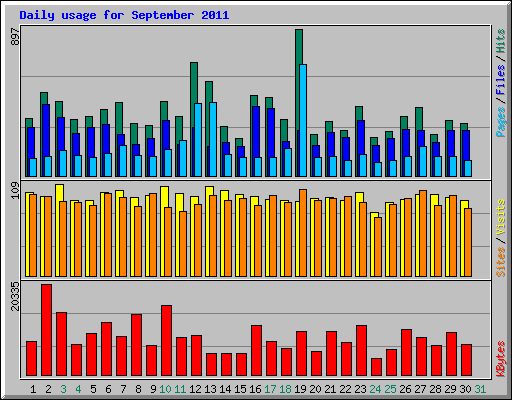 Daily usage for September 2011
897
Pages / Files / Hits
109
Sites / Visits
20335
KBytes
1 2 3 4 5 6 7 8 9 10 11 12 13 14 15 16 17 18 19 20 21 22 23 24 25 26 27 28 29 30 31